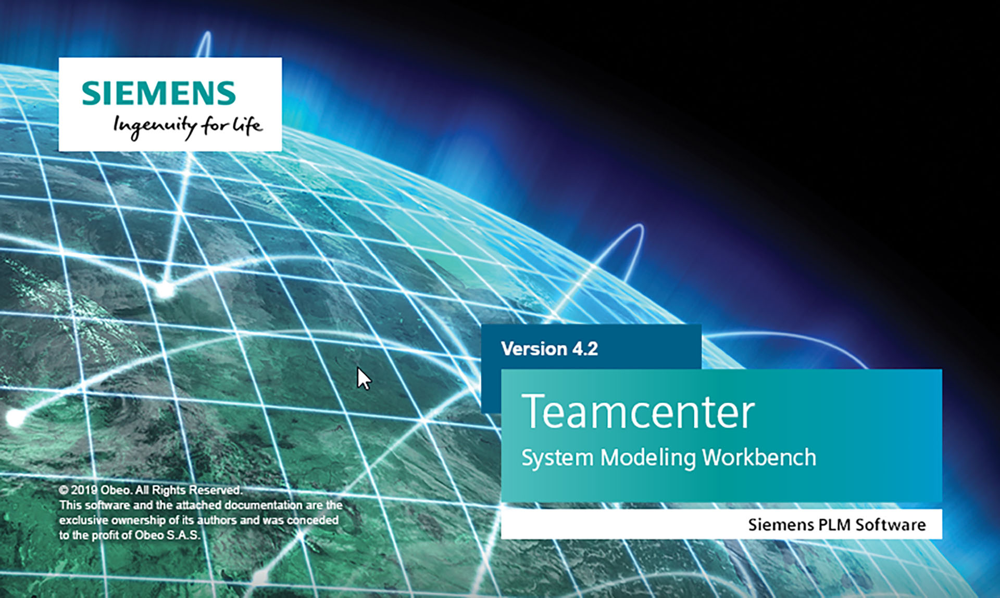 SIEMENS
Ingenuity for life
Version 4.2
Teamcenter
System Modeling Workbench
Siemens PLM Software
© 2019 Obeo. All Rights Reserved.
This software and the attached documentation are the
exclusive ownership of its authors and was conceded
to the profit of Obeo S.A.S.